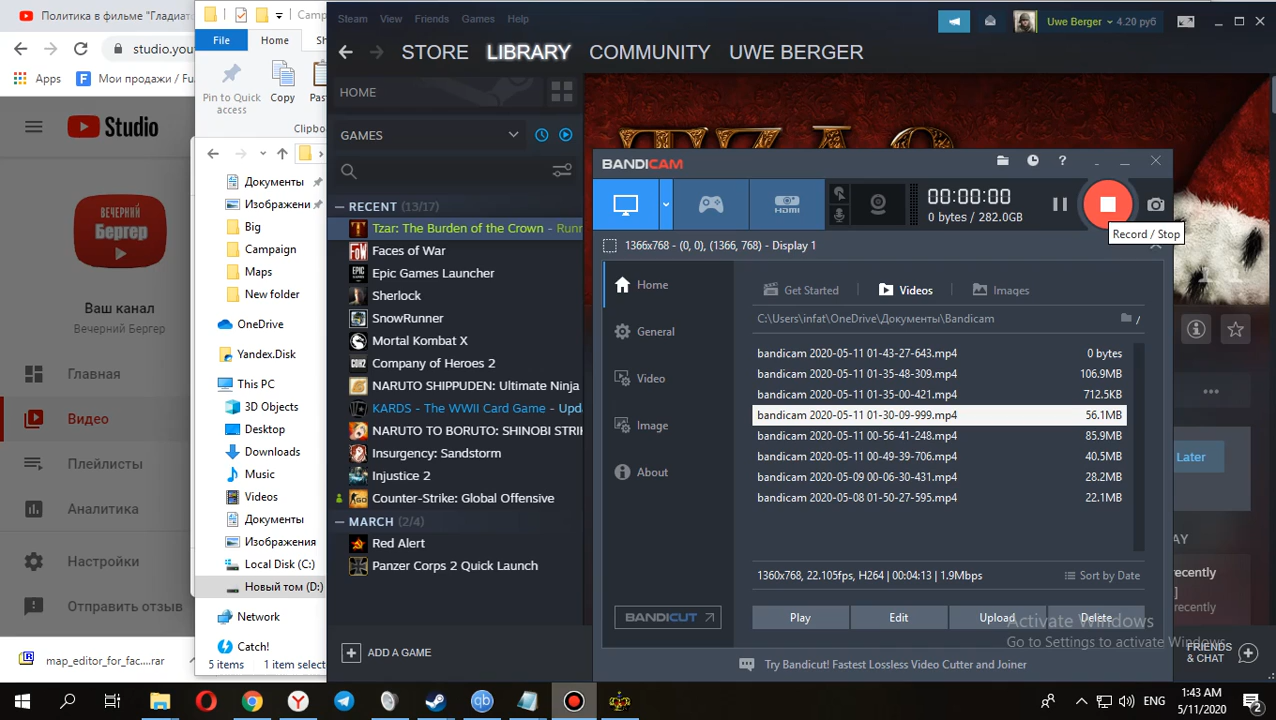 Политика в фильме "Гладиат
studio.you
Apps
Мои продажи / Fu
Studio
ВЕЧЕРНИЙ
Бергер
Ваш канал
Вечерний Бергер
Главная
Видео
Плейлисты
Аналитика
Настройки
Отправить отзыв
map_editor_for_fac....rar
Camp
File
Home
Sh
Pin to Quick
access
Copy
Past
Clipbo
Документы
Изображени
Big
Campaign
Maps
New folder
OneDrive
Yandex.Disk
This PC
3D Objects
Desktop
Downloads
Music
Videos
Документы
Изображения
Local Disk (C:)
Новый том (D:)
Network
Catch!
5 items
1 item select
Steam
View
Friends
Games
Help
Uwe Berger
4.20 руб
STORE
LIBRARY
COMMUNITY
UWE BERGER
HOME
GAMES
RECENT (13/17)
Tzar: The Burden of the Crown - Runn
Faces of War
Epic Games Launcher
Sherlock
SnowRunner
Mortal Kombat X
Company of Heroes 2
NARUTO SHIPPUDEN: Ultimate Ninja
KARDS - The WWII Card Game - Upda
NARUTO TO BORUTO: SHINOBI STRIK
Insurgency: Sandstorm
Injustice 2
Counter-Strike: Global Offensive
MARCH (2/4)
Red Alert
Panzer Corps 2 Quick Launch
ADD A GAME
TZAR
BANDICAM
HDMI
00:00:00
0 bytes / 282.0GB
Record / Stop
1366x768 - (0, 0), (1366, 768) - Display 1
Home
General
Video
Image
About
BANDICUT
Get Started
Videos
Images
C:\Users\infat\OneDrive\Документы\Bandicam
/
bandicam 2020-05-11 01-43-27-643.mp4 0 bytes
bandicam 2020-05-11 01-35-48-309.mp4 106.9MB
bandicam 2020-05-11 01-35-00-421.mp4 712.5KB
bandicam 2020-05-11 01-30-09-999.mp4 56.1MB
bandicam 2020-05-11 00-56-41-248.mp4 85.9MB
bandicam 2020-05-11 00-49-39-706.mp4 40.5MB
bandicam 2020-05-09 00-06-30-431.mp4 28.2MB
bandicam 2020-05-08 01-50-27-595.mp4 22.1MB
1360x768, 22.105fps, H264 | 00:04:13 | 1.9Mbps
Sort by Date
Play
Edit
Upload
Delete
Try Bandicut! Fastest Lossless Video Cutter and Joiner
Later
AY
ecently
]
recently
Activate Windows
Go to Settings to activate Windows.
FRIENDS
& CHAT
ENG
1:43 AM
5/11/2020
2